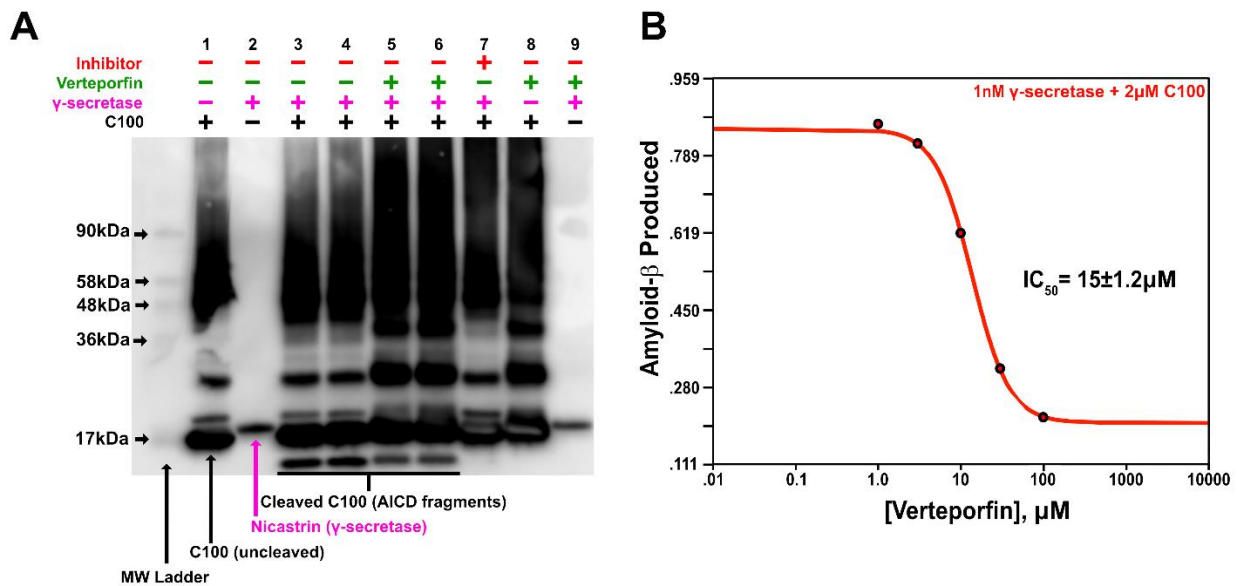 A
1 2 3 4 5 6 7 8 9
Inhibitor − − − − − − + − −
Verteporfin − − − − + + − + +
γ-secretase − + + + + + + − +
C100 + − + + + + + + −
90kDa
58kDa
48kDa
36kDa
17kDa
Cleaved C100 (AICD fragments)
Nicastrin (γ-secretase)
C100 (uncleaved)
MW Ladder
B
Amyloid-β Produced
.959
.789
.619
.450
.280
.111
1nM γ-secretase + 2µM C100
IC50= 15±1.2µM
.01 0.1 1.0 10 100 1000 10000
[Verteporfin], µM